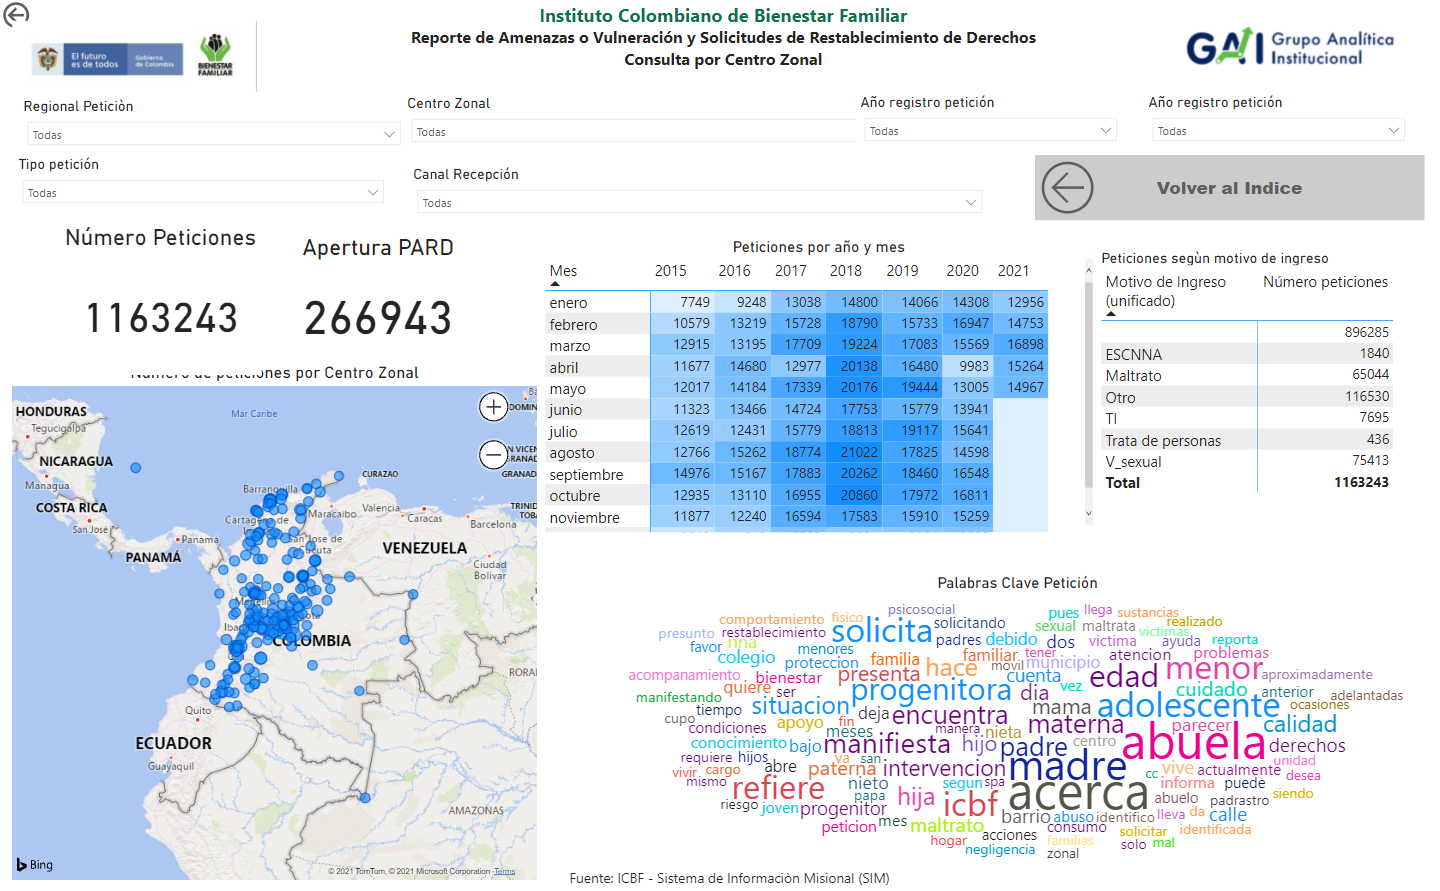 Instituto Colombiano de Bienestar Familiar
Reporte de Amenazas o Vulneración y Solicitudes de Restablecimiento de Derechos
Consulta por Centro Zonal
El futuro es de todos
Gobierno de Colombia
BIENESTAR FAMILIAR
GAI Grupo Analítica Institucional
Regional Peticiòn
Todas
Centro Zonal
Todas
Año registro petición
Todas
Año registro petición
Todas
Tipo petición
Todas
Canal Recepción
Todas
Volver al Indice
Número Peticiones
1163243
Apertura PARD
266943
Peticiones por año y mes
Mes 2015 2016 2017 2018 2019 2020 2021
enero 7749 9248 13038 14800 14066 14308 12956
febrero 10579 13219 15728 18790 15733 16947 14753
marzo 12915 13195 17709 19224 17083 15569 16898
abril 11677 14680 12977 20138 16480 9983 15264
mayo 12017 14184 17339 20176 19444 13005 14967
junio 11323 13466 14724 17753 15779 13941
julio 12619 12431 15779 18813 19117 15641
agosto 12766 15262 18774 21022 17825 14598
septiembre 14976 15167 17883 20262 18460 16548
octubre 12935 13110 16955 20860 17972 16811
noviembre 11877 12240 16594 17583 15910 15259
Peticiones segùn motivo de ingreso
Motivo de Ingreso (unificado) Número peticiones
896285
ESCNNA 1840
Maltrato 65044
Otro 116530
TI 7695
Trata de personas 436
V_sexual 75413
Total 1163243
Número de peticiones por Centro Zonal
HONDURAS
Tegucigalpa
Mar Caribe
NICARAGUA
Managua
COSTA RICA
San José
Panamá
PANAMÁ
CURAZAO
Barranquilla
Cartagena de
Maracaibo
Valencia
Caracas
Barcelona
San José de
Cúcuta
VENEZUELA
Ciudad Bolívar
COLOMBIA
Quito
ECUADOR
Guayaquil
AMAZONAS
Bing
© 2021 TomTom, © 2021 Microsoft Corporation Terms
Palabras Clave Petición
psicosocial
comportamiento fisico
pues llega sustancias
solicita solicitando
sexual maltrata victimas realizado
presunto restablecimiento
nna padres debido dos victima ayuda reporta
favor menores
colegio proteccion familia familiar tener
movil municipio atencion problemas
acompanamiento bienestar presenta hace
cuenta edad menor aproximadamente
quiere ser progenitora dia vez
cuidado anterior adelantadas
manifestando tiempo situacion
mama adolescente ocasiones
cupo apoyo fin deja encuentra
condiciones meses manera nieta materna parecer calidad
conocimiento bajo manifiesta hijo padre centro
abuela derechos
requiere hijos va san
unidad
vivir cargo abre paterna intervencion madre
cc vive actualmente desea
mismo refiere nieto segun spa
informa puede
papa hija icbf acerca
abuelo padrastro siendo
riesgo joven progenitor
barrio abuso identifico lleva da calle
peticion mes maltrato acciones consumo
solicitar identificada
hogar familias solo mal
negligencia zonal
Fuente: ICBF - Sistema de Informaciòn Misional (SIM)